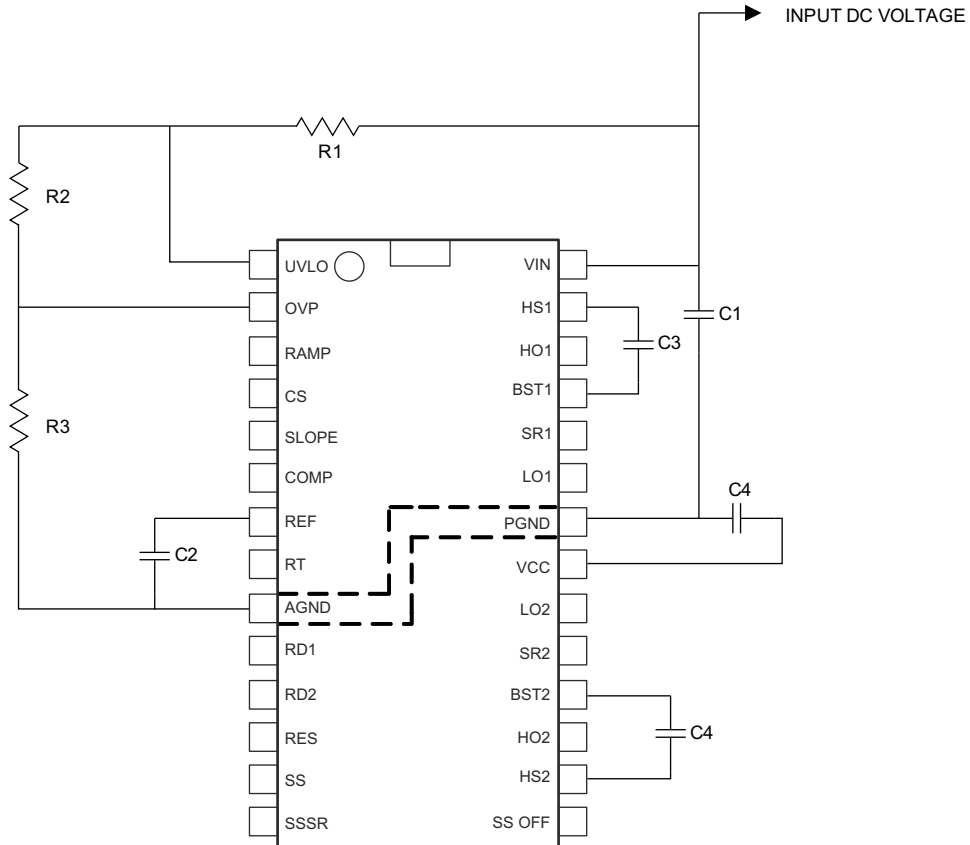 INPUT DC VOLTAGE
R1
R2
UVLO
VIN
OVP
HS1
C1
C3
RAMP
HO1
CS
BST1
R3
SLOPE
SR1
COMP
LO1
C4
REF
PGND
C2
RT
VCC
AGND
LO2
RD1
SR2
RD2
BST2
RES
HO2
C4
SS
HS2
SSSR
SS OFF